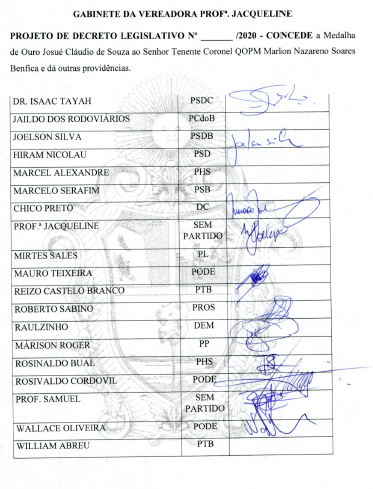 GABINETE DA VEREADORA PROFª. JACQUELINE
PROJETO DE DECRETO LEGISLATIVO Nº _______ /2020 - CONCEDE a Medalha
de Ouro Josué Cláudio de Souza ao Senhor Tenente Coronel QOPM Marlion Nazareno Soares
Benfica e dá outras providências.
DR. ISAAC TAYAH PSDC
JAILDO DOS RODOVIÁRIOS PCdoB
JOELSON SILVA PSDB
HIRAM NICOLAU PSD
MARCEL ALEXANDRE PHS
MARCELO SERAFIM PSB
CHICO PRETO DC
PROF.ª JACQUELINE SEM
PARTIDO
MIRTES SALES PL
MAURO TEIXEIRA PODE
REIZO CASTELO BRANCO PTB
ROBERTO SABINO PROS
RAULZINHO DEM
MÁRISON ROGER PP
ROSINALDO BUAL PHS
ROSIVALDO CORDOVIL PODE
PROF. SAMUEL SEM
PARTIDO
WALLACE OLIVEIRA PODE
WILLIAM ABREU PTB